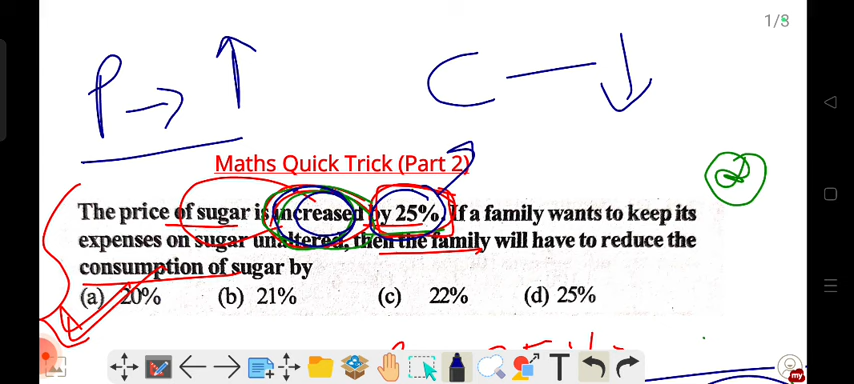 1/3
P → ↑
C — ↓
Maths Quick Trick (Part 2)
The price of sugar is increased by 25%. If a family wants to keep its
expenses on sugar unaltered, then the family will have to reduce the
consumption of sugar by
(a) 20% (b) 21% (c) 22% (d) 25%
T
my